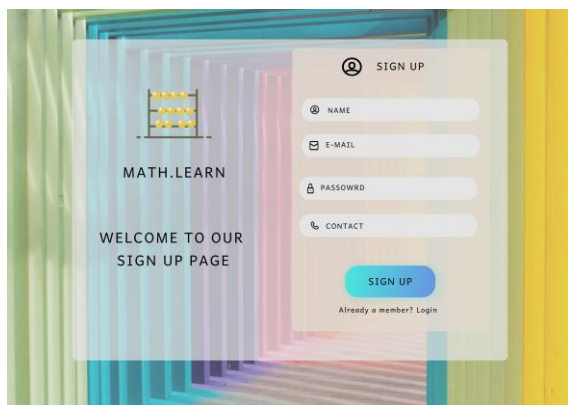 MATH.LEARN
WELCOME TO OUR
SIGN UP PAGE
SIGN UP
NAME
E-MAIL
PASSOWRD
CONTACT
SIGN UP
Already a member? Login